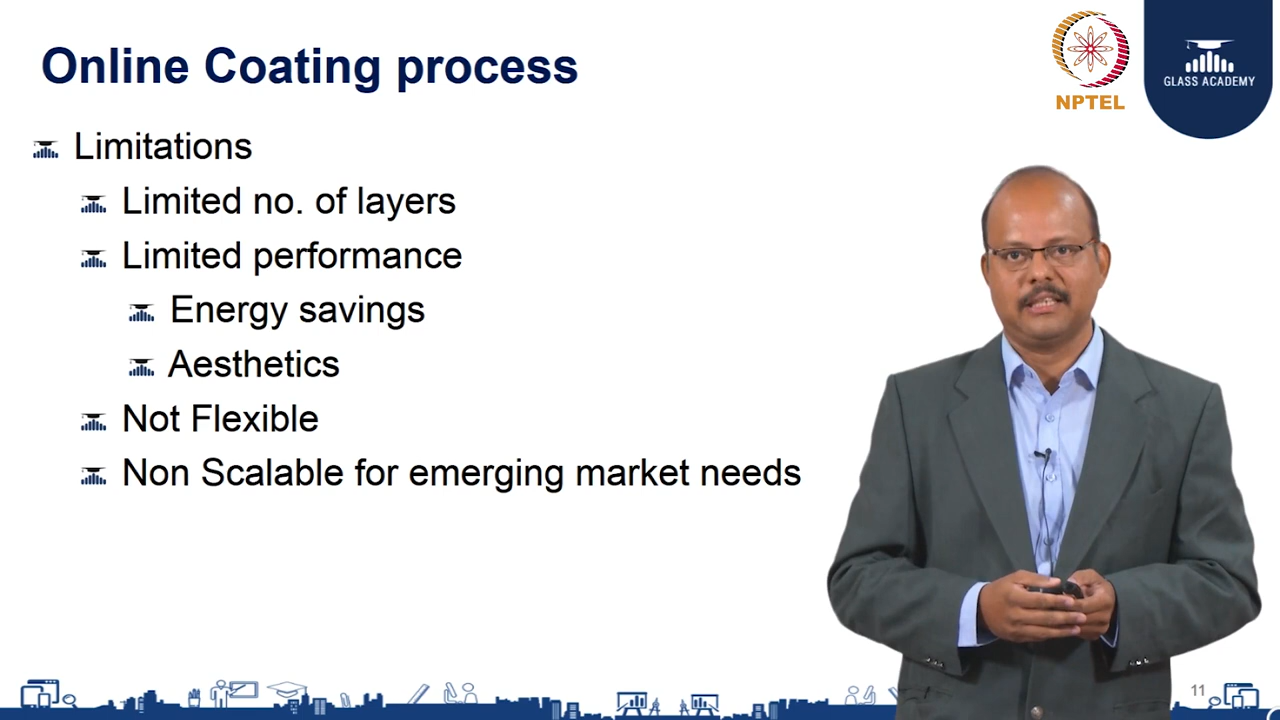 Online Coating process
NPTEL
GLASS ACADEMY
Limitations
Limited no. of layers
Limited performance
Energy savings
Aesthetics
Not Flexible
Non Scalable for emerging market needs
11